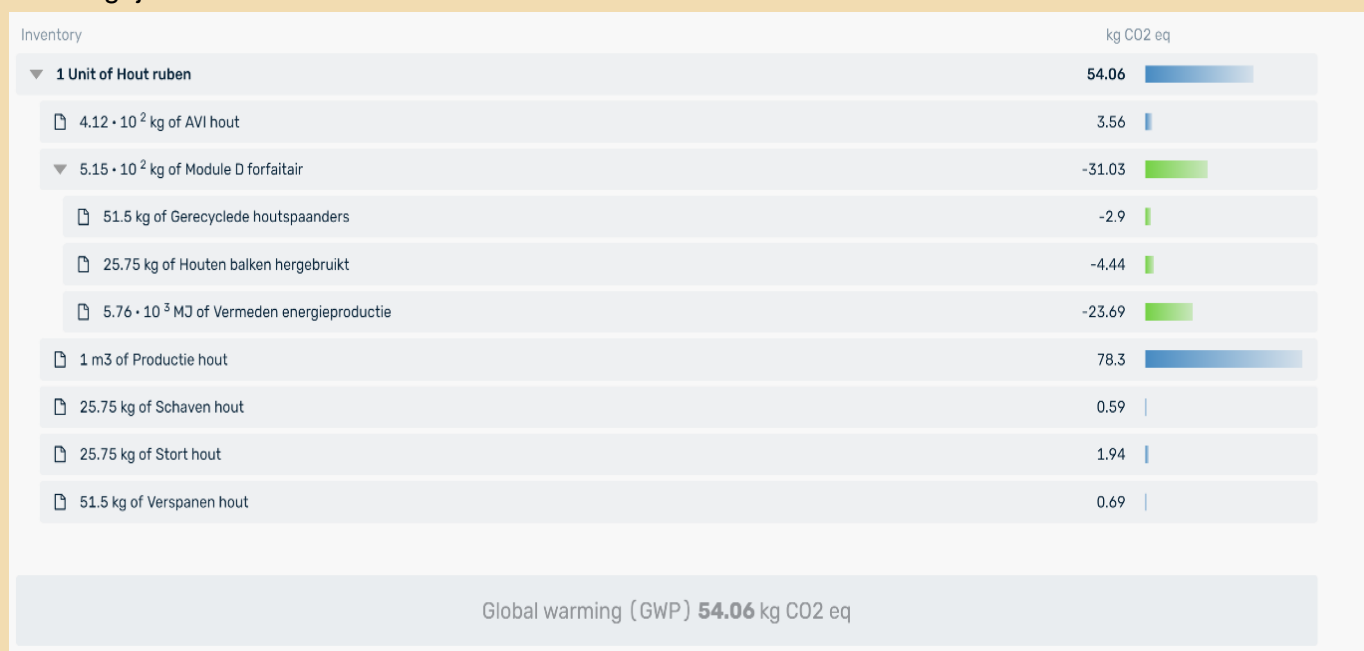 Inventory kg CO2 eq
1 Unit of Hout ruben 54.06
4.12 • 10 2 kg of AVI hout 3.56
5.15 • 10 2 kg of Module D forfaitair -31.03
51.5 kg of Gerecyclede houtspaanders -2.9
25.75 kg of Houten balken hergebruikt -4.44
5.76 • 10 3 MJ of Vermeden energieproductie -23.69
1 m3 of Productie hout 78.3
25.75 kg of Schaven hout 0.59
25.75 kg of Stort hout 1.94
51.5 kg of Verspanen hout 0.69
Global warming (GWP) 54.06 kg CO2 eq